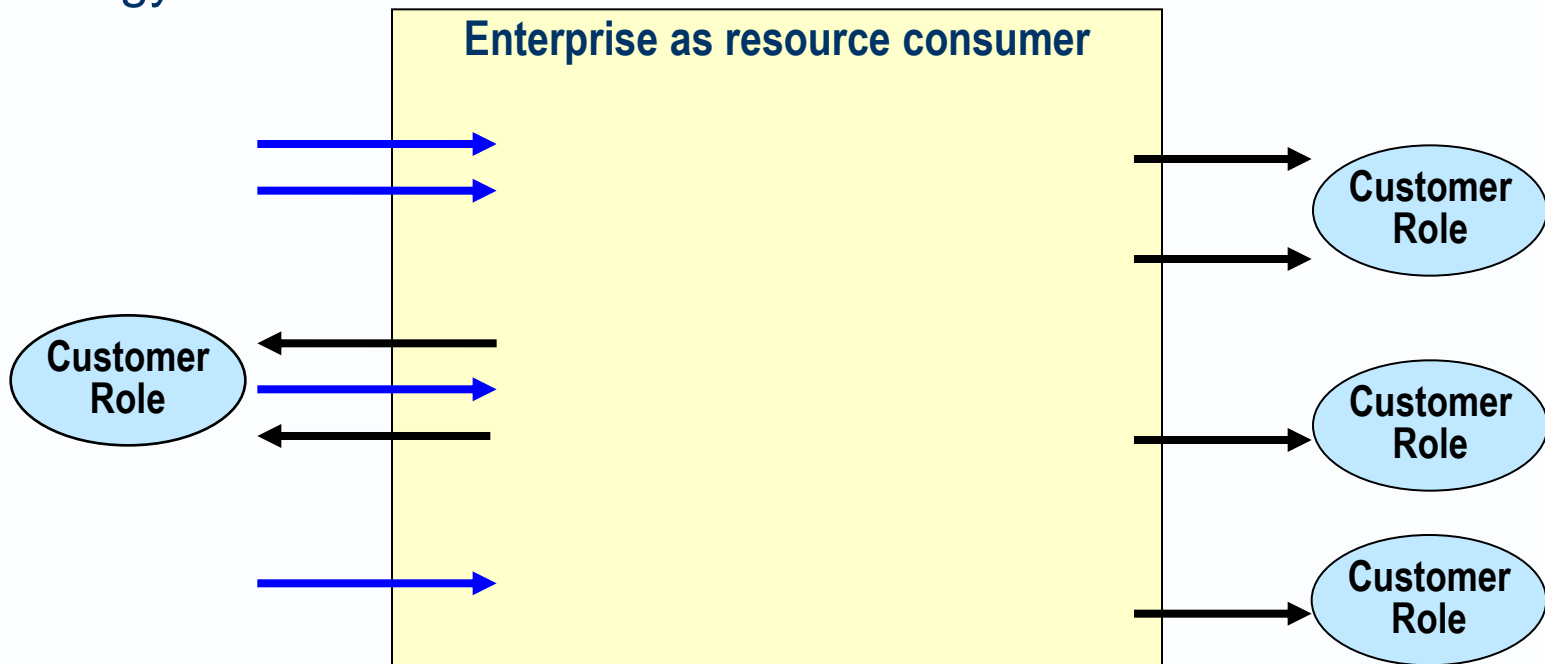 Enterprise as resource consumer
Customer
Role
Customer
Role
Customer
Role
Customer
Role